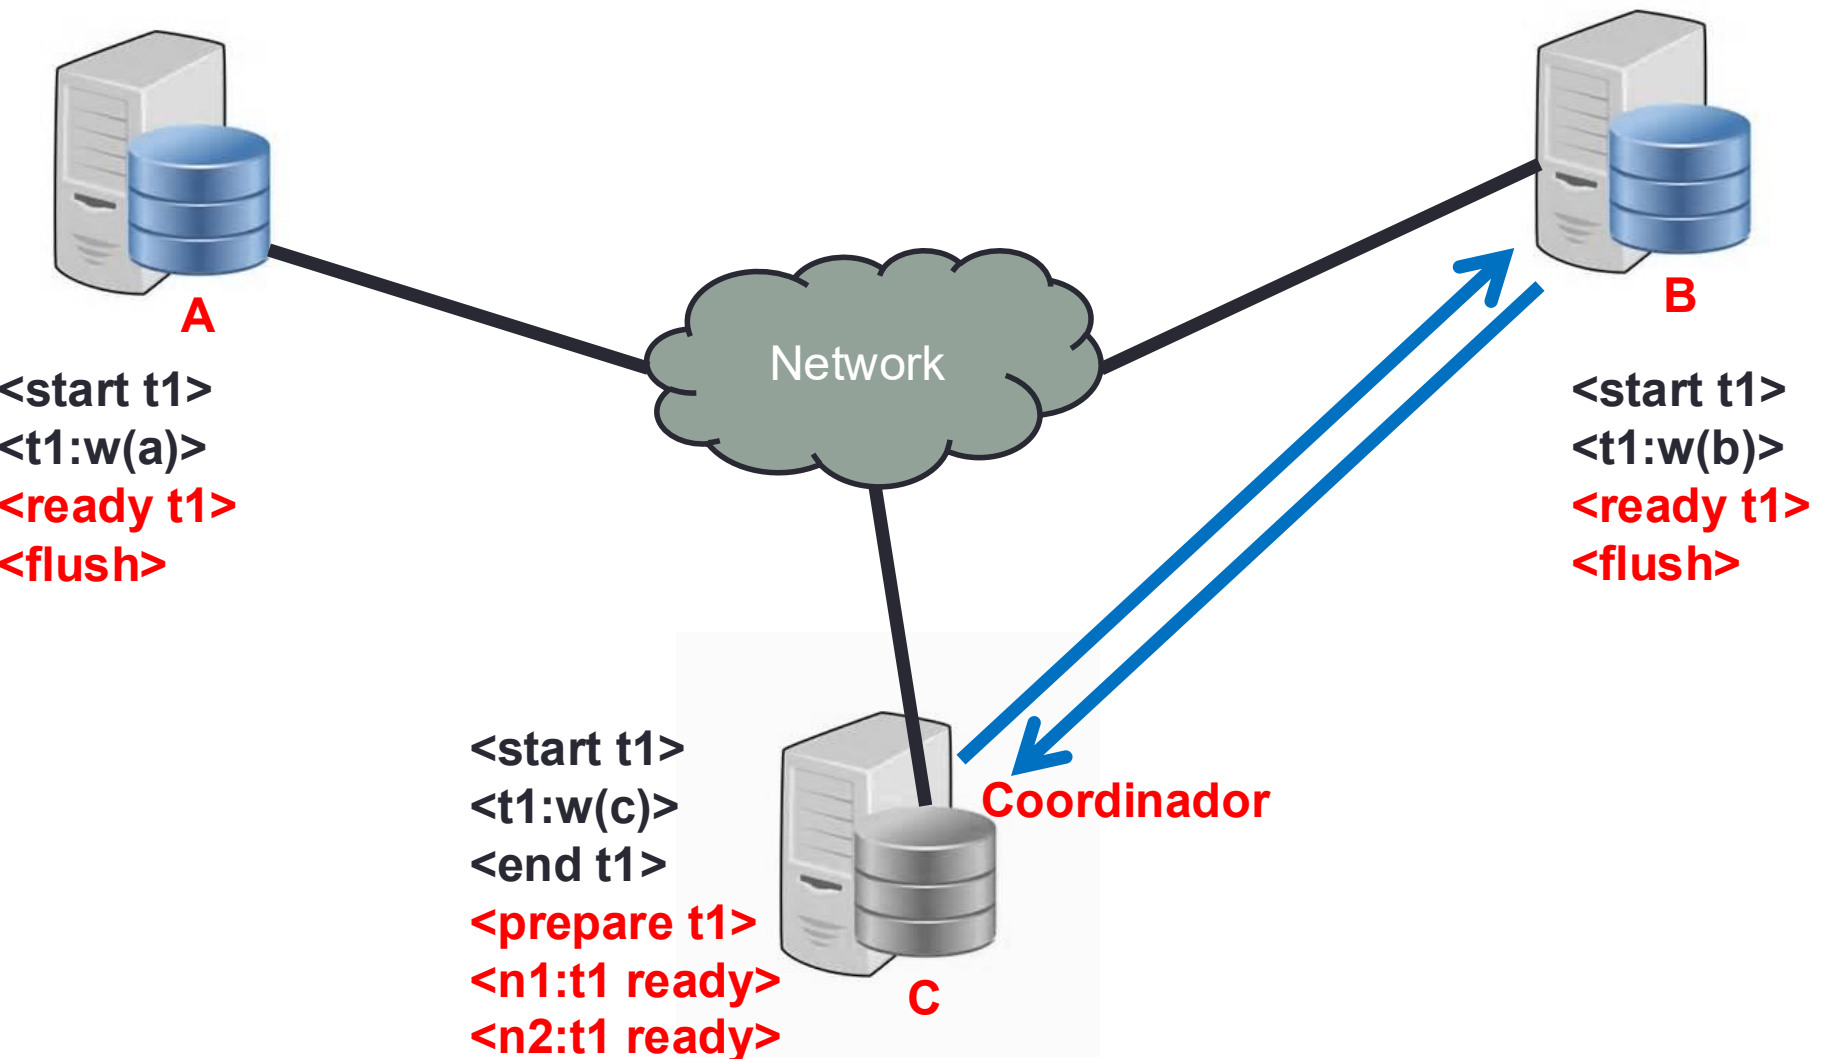 A
<start t1>
<t1:w(a)>
<ready t1>
<flush>
Network
B
<start t1>
<t1:w(b)>
<ready t1>
<flush>
<start t1>
<t1:w(c)>
<end t1>
<prepare t1>
<n1:t1 ready>
<n2:t1 ready>
Coordinador
C